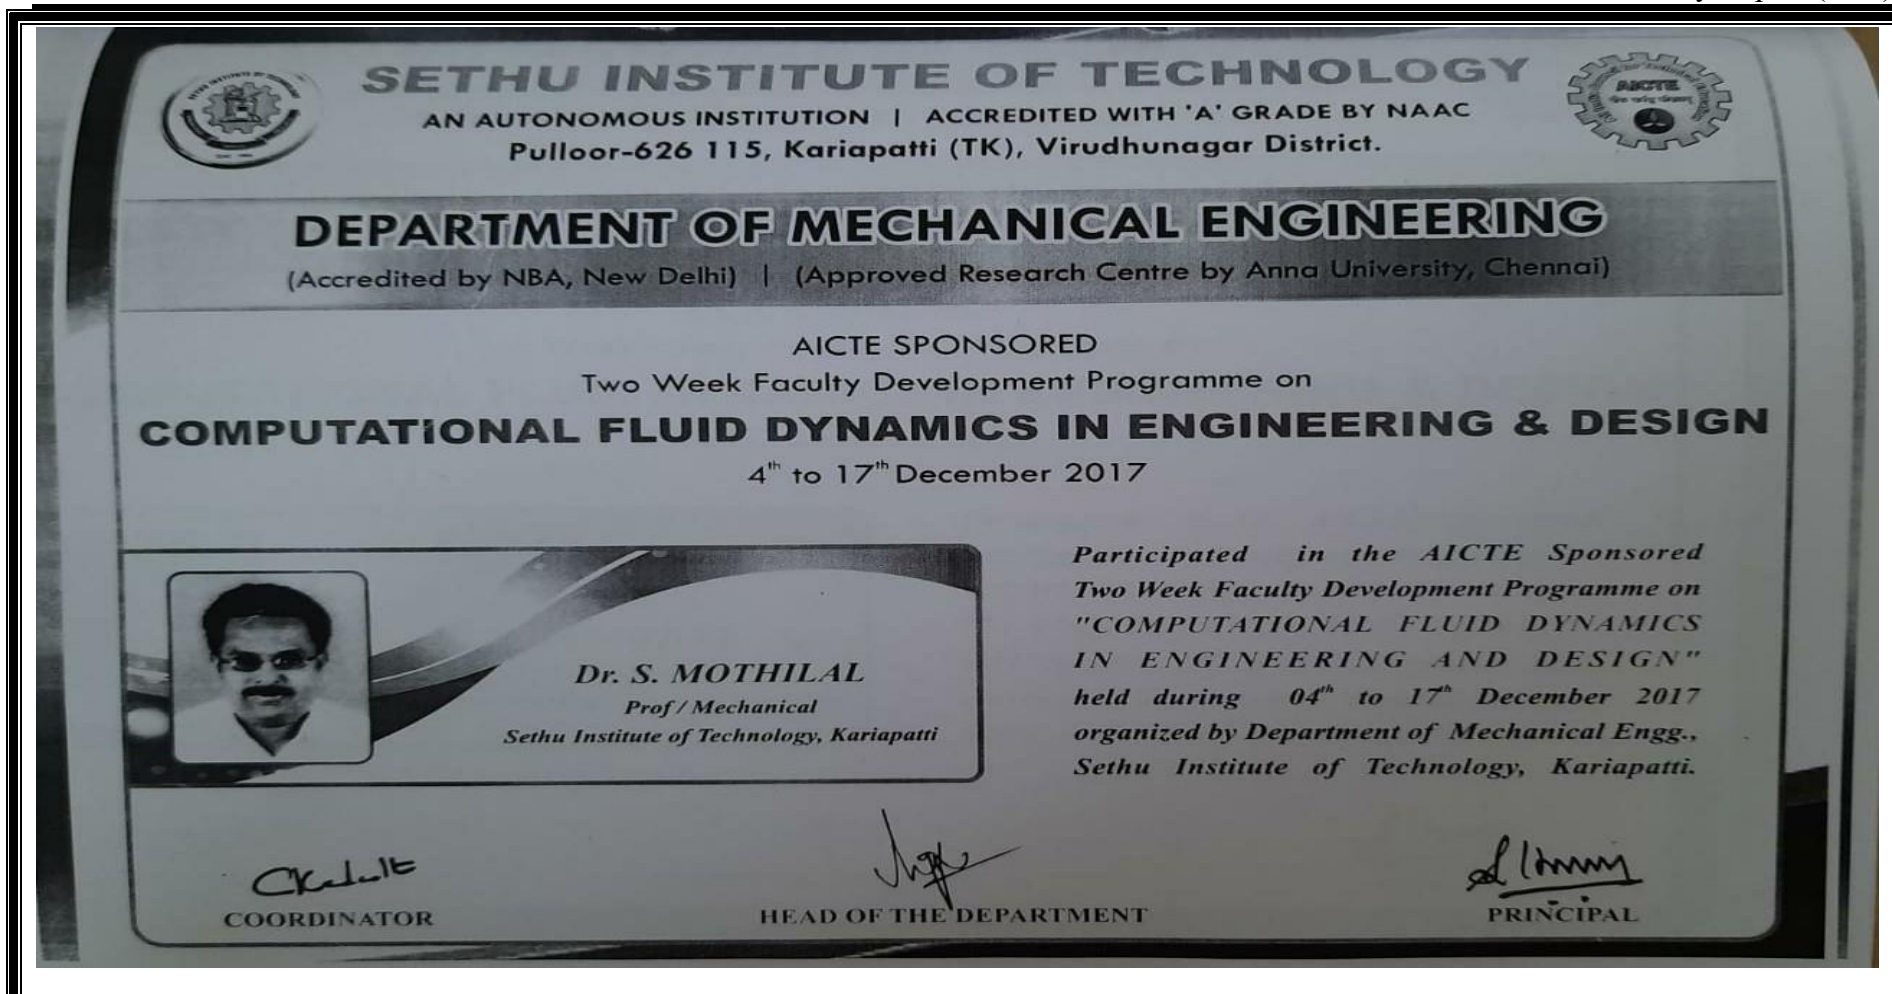 SETHU INSTITUTE OF TECHNOLOGY
AN AUTONOMOUS INSTITUTION | ACCREDITED WITH 'A' GRADE BY NAAC
Pulloor-626 115, Kariapatti (TK), Virudhunagar District.
AICTE
DEPARTMENT OF MECHANICAL ENGINEERING
(Accredited by NBA, New Delhi) | (Approved Research Centre by Anna University, Chennai)
AICTE SPONSORED
Two Week Faculty Development Programme on
COMPUTATIONAL FLUID DYNAMICS IN ENGINEERING & DESIGN
4th to 17th December 2017
Dr. S. MOTHILAL
Prof / Mechanical
Sethu Institute of Technology, Kariapatti
Participated in the AICTE Sponsored
Two Week Faculty Development Programme on
"COMPUTATIONAL FLUID DYNAMICS
IN ENGINEERING AND DESIGN"
held during 04th to 17th December 2017
organized by Department of Mechanical Engg.,
Sethu Institute of Technology, Kariapatti.
COORDINATOR
HEAD OF THE DEPARTMENT
PRINCIPAL